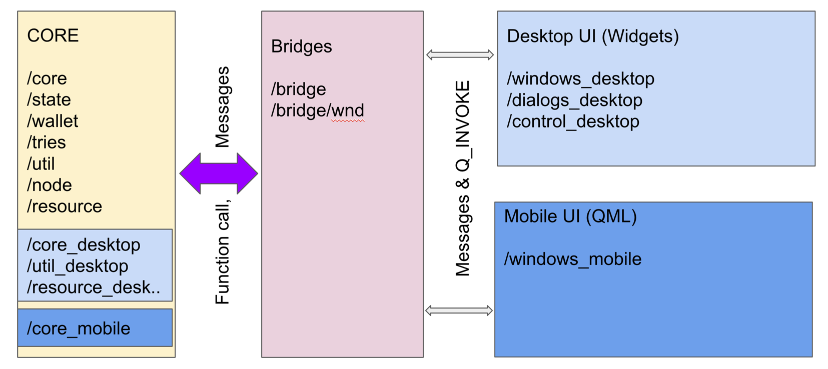 CORE
/core
/state
/wallet
/tries
/util
/node
/resource
/core_desktop
/util_desktop
/resource_desk..
/core_mobile
Function call, Messages
Bridges
/bridge
/bridge/wnd
Messages & Q_INVOKE
Desktop UI (Widgets)
/windows_desktop
/dialogs_desktop
/control_desktop
Mobile UI (QML)
/windows_mobile